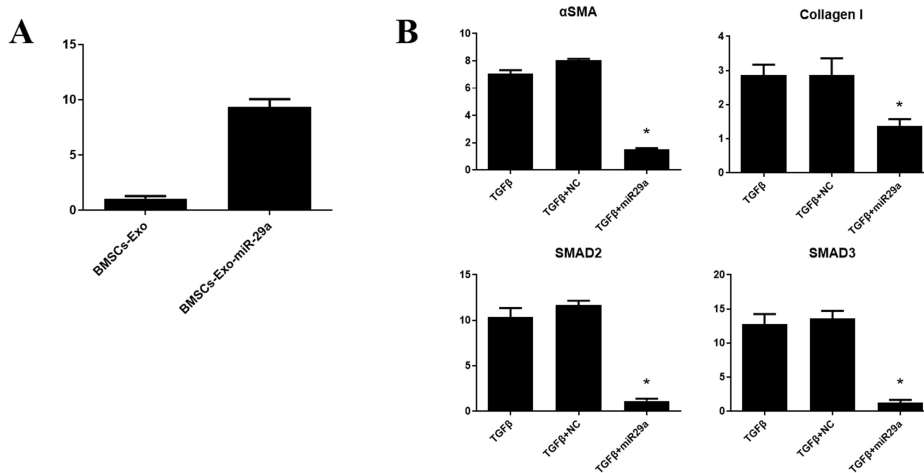 A
15
10
5
0
BMSCs-Exo
BMSCs-Exo-miR-29a
B
αSMA
10
8
6
4
2
0
*
TGFβ
TGFβ+NC
TGFβ+miR29a
Collagen I
4
3
2
1
0
*
TGFβ
TGFβ+NC
TGFβ+miR29a
SMAD2
15
10
5
0
*
TGFβ
TGFβ+NC
TGFβ+miR29a
SMAD3
20
15
10
5
0
*
TGFβ
TGFβ+NC
TGFβ+miR29a